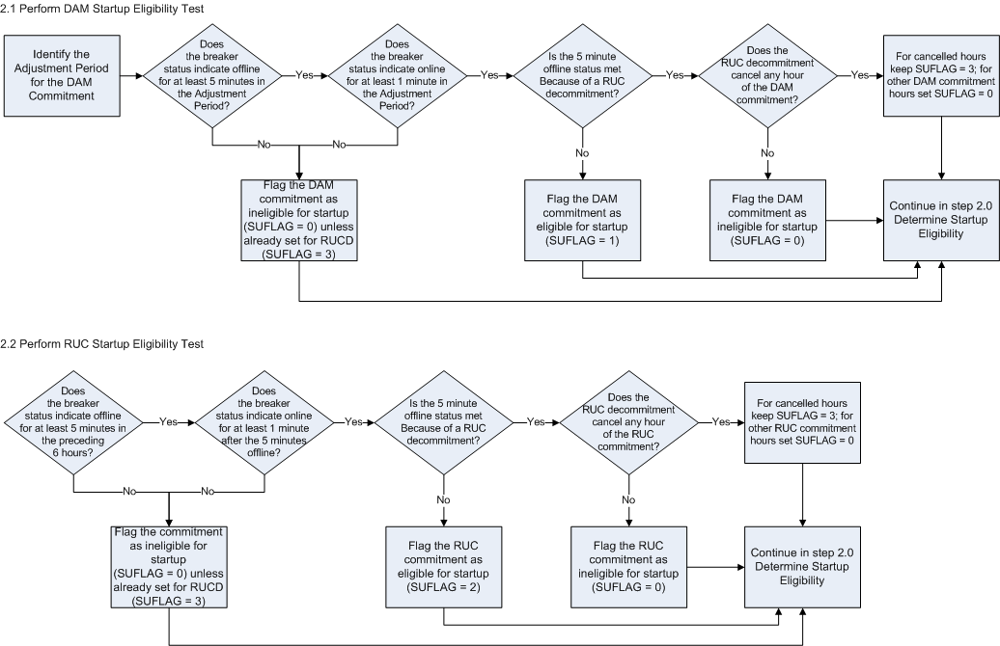 2.1 Perform DAM Startup Eligibility Test
Identify the
Adjustment Period
for the DAM
Commitment
Does
the breaker
status indicate offline
for at least 5 minutes in
the Adjustment
Period?
Yes
Does
the breaker
status indicate online
for at least 1 minute in
the Adjustment
Period?
Yes
Is the 5 minute
offline status met
Because of a RUC
decommitment?
Yes
Does the
RUC decommitment
cancel any hour
of the DAM
commitment?
Yes
For cancelled hours
keep SUFLAG = 3; for
other DAM commitment
hours set SUFLAG = 0
No
No
No
No
Flag the DAM
commitment as
ineligible for startup
(SUFLAG = 0) unless
already set for RUCD
(SUFLAG = 3)
Flag the DAM
commitment as
eligible for startup
(SUFLAG = 1)
Flag the DAM
commitment as
ineligible for startup
(SUFLAG = 0)
Continue in step 2.0
Determine Startup
Eligibility
2.2 Perform RUC Startup Eligibility Test
Does
the breaker
status indicate offline
for at least 5 minutes in
the preceding
6 hours?
Yes
Does
the breaker
status indicate online
for at least 1 minute
after the 5 minutes
offline?
Yes
Is the 5 minute
offline status met
Because of a RUC
decommitment?
Yes
Does the
RUC decommitment
cancel any hour
of the RUC
commitment?
Yes
For cancelled hours
keep SUFLAG = 3; for
other RUC commitment
hours set SUFLAG = 0
No
No
No
No
Flag the commitment
as ineligible for
startup
(SUFLAG = 0) unless
already set for RUCD
(SUFLAG = 3)
Flag the RUC
commitment as
eligible for startup
(SUFLAG = 2)
Flag the RUC
commitment as
ineligible for startup
(SUFLAG = 0)
Continue in step 2.0
Determine Startup
Eligibility